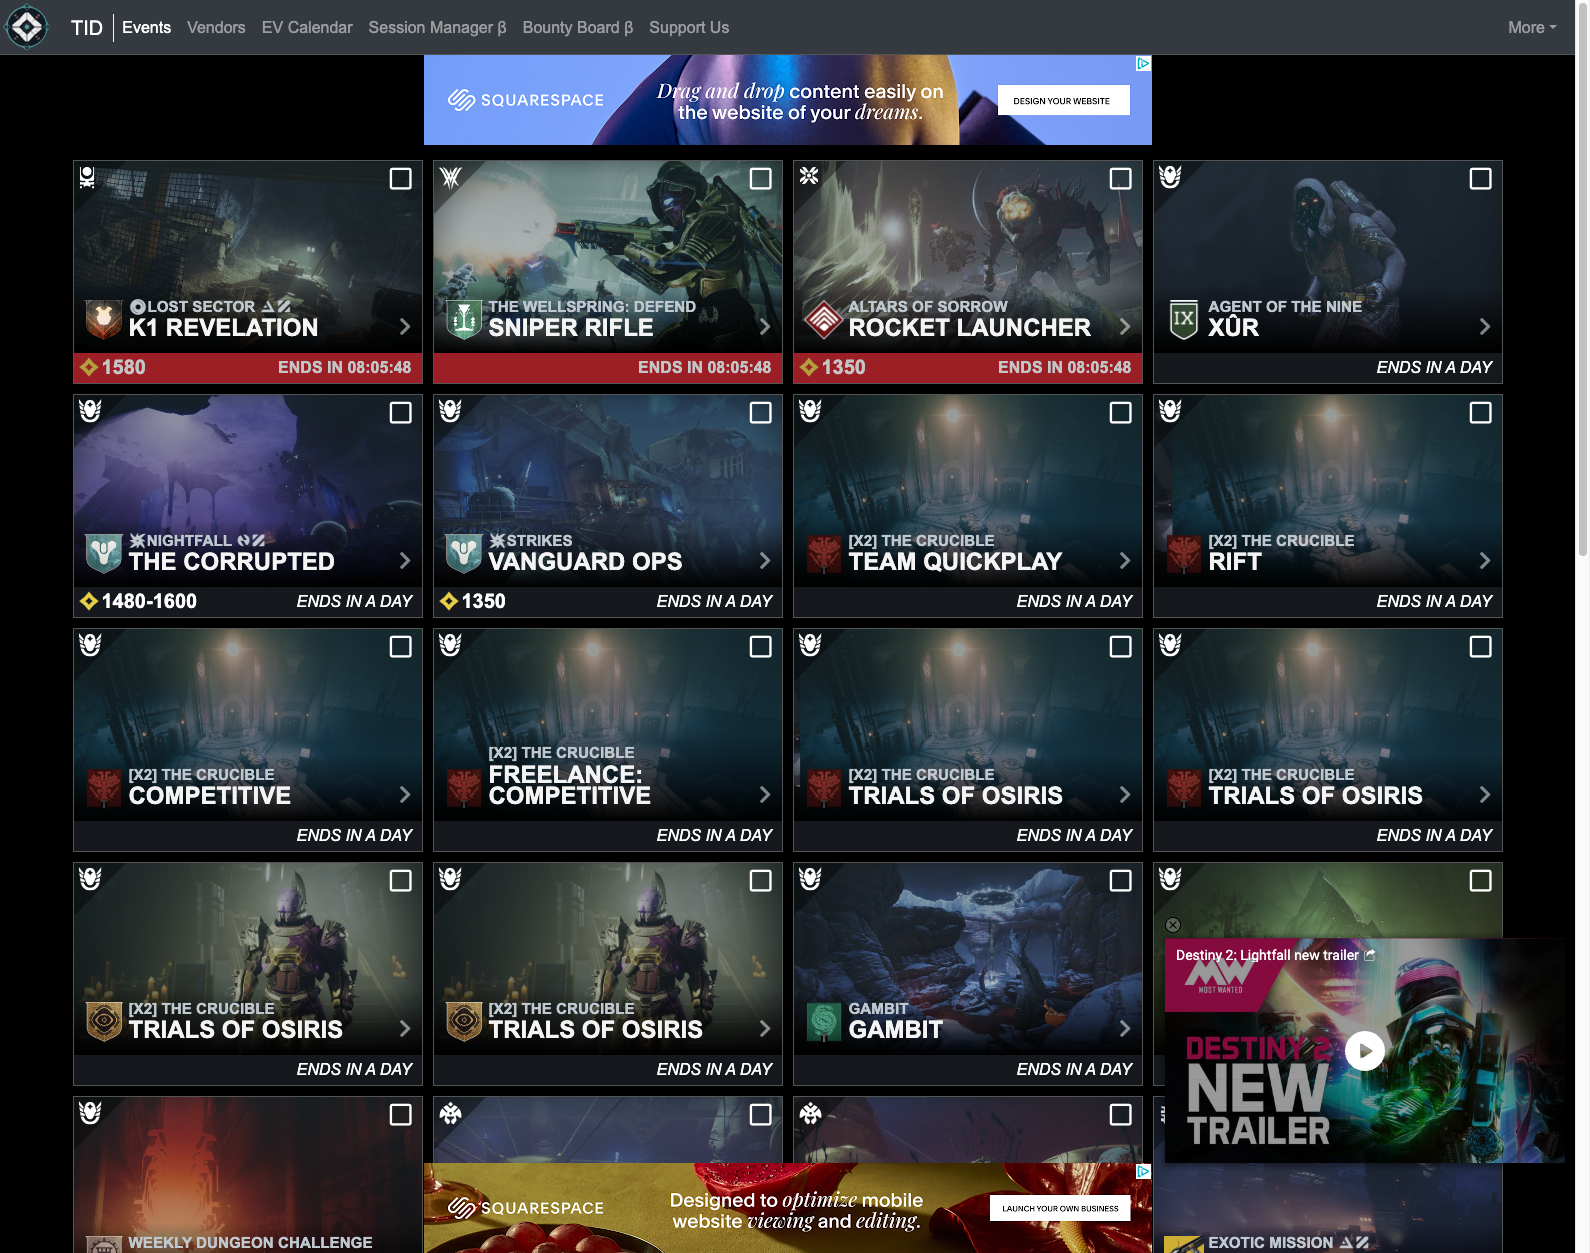 TID
Events
Vendors
EV Calendar
Session Manager β
Bounty Board β
Support Us
More
SQUARESPACE
Drag and drop content easily on
the website of your dreams.
DESIGN YOUR WEBSITE
LOST SECTOR
K1 REVELATION
1580
ENDS IN 08:05:48
THE WELLSPRING: DEFEND
SNIPER RIFLE
ENDS IN 08:05:48
ALTARS OF SORROW
ROCKET LAUNCHER
1350
ENDS IN 08:05:48
IX
AGENT OF THE NINE
XÛR
ENDS IN A DAY
NIGHTFALL
THE CORRUPTED
1480-1600
ENDS IN A DAY
STRIKES
VANGUARD OPS
1350
ENDS IN A DAY
[X2] THE CRUCIBLE
TEAM QUICKPLAY
ENDS IN A DAY
[X2] THE CRUCIBLE
RIFT
ENDS IN A DAY
[X2] THE CRUCIBLE
COMPETITIVE
ENDS IN A DAY
[X2] THE CRUCIBLE
FREELANCE:
COMPETITIVE
ENDS IN A DAY
[X2] THE CRUCIBLE
TRIALS OF OSIRIS
ENDS IN A DAY
[X2] THE CRUCIBLE
TRIALS OF OSIRIS
ENDS IN A DAY
[X2] THE CRUCIBLE
TRIALS OF OSIRIS
ENDS IN A DAY
[X2] THE CRUCIBLE
TRIALS OF OSIRIS
ENDS IN A DAY
GAMBIT
GAMBIT
ENDS IN A DAY
Destiny 2: Lightfall new trailer
MW
MOST WANTED
DESTINY 2
NEW
TRAILER
WEEKLY DUNGEON CHALLENGE
SQUARESPACE
Designed to optimize mobile
website viewing and editing.
LAUNCH YOUR OWN BUSINESS
EXOTIC MISSION